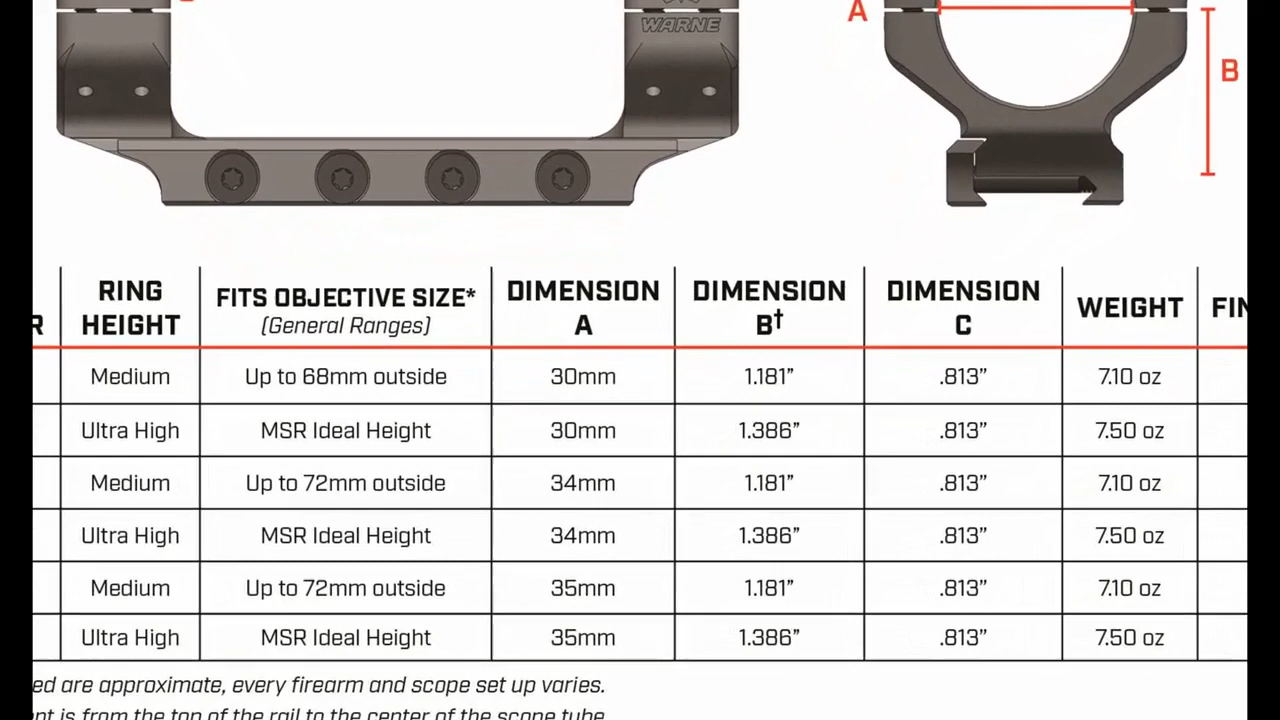 WARNE
A
B
RING HEIGHT FITS OBJECTIVE SIZE* (General Ranges) DIMENSION A DIMENSION B† DIMENSION C WEIGHT
Medium Up to 68mm outside 30mm 1.181” .813” 7.10 oz
Ultra High MSR Ideal Height 30mm 1.386” .813” 7.50 oz
Medium Up to 72mm outside 34mm 1.181” .813” 7.10 oz
Ultra High MSR Ideal Height 34mm 1.386” .813” 7.50 oz
Medium Up to 72mm outside 35mm 1.181” .813” 7.10 oz
Ultra High MSR Ideal Height 35mm 1.386” .813” 7.50 oz
are approximate, every firearm and scope set up varies.
is from the top of the rail to the center of the scope tube